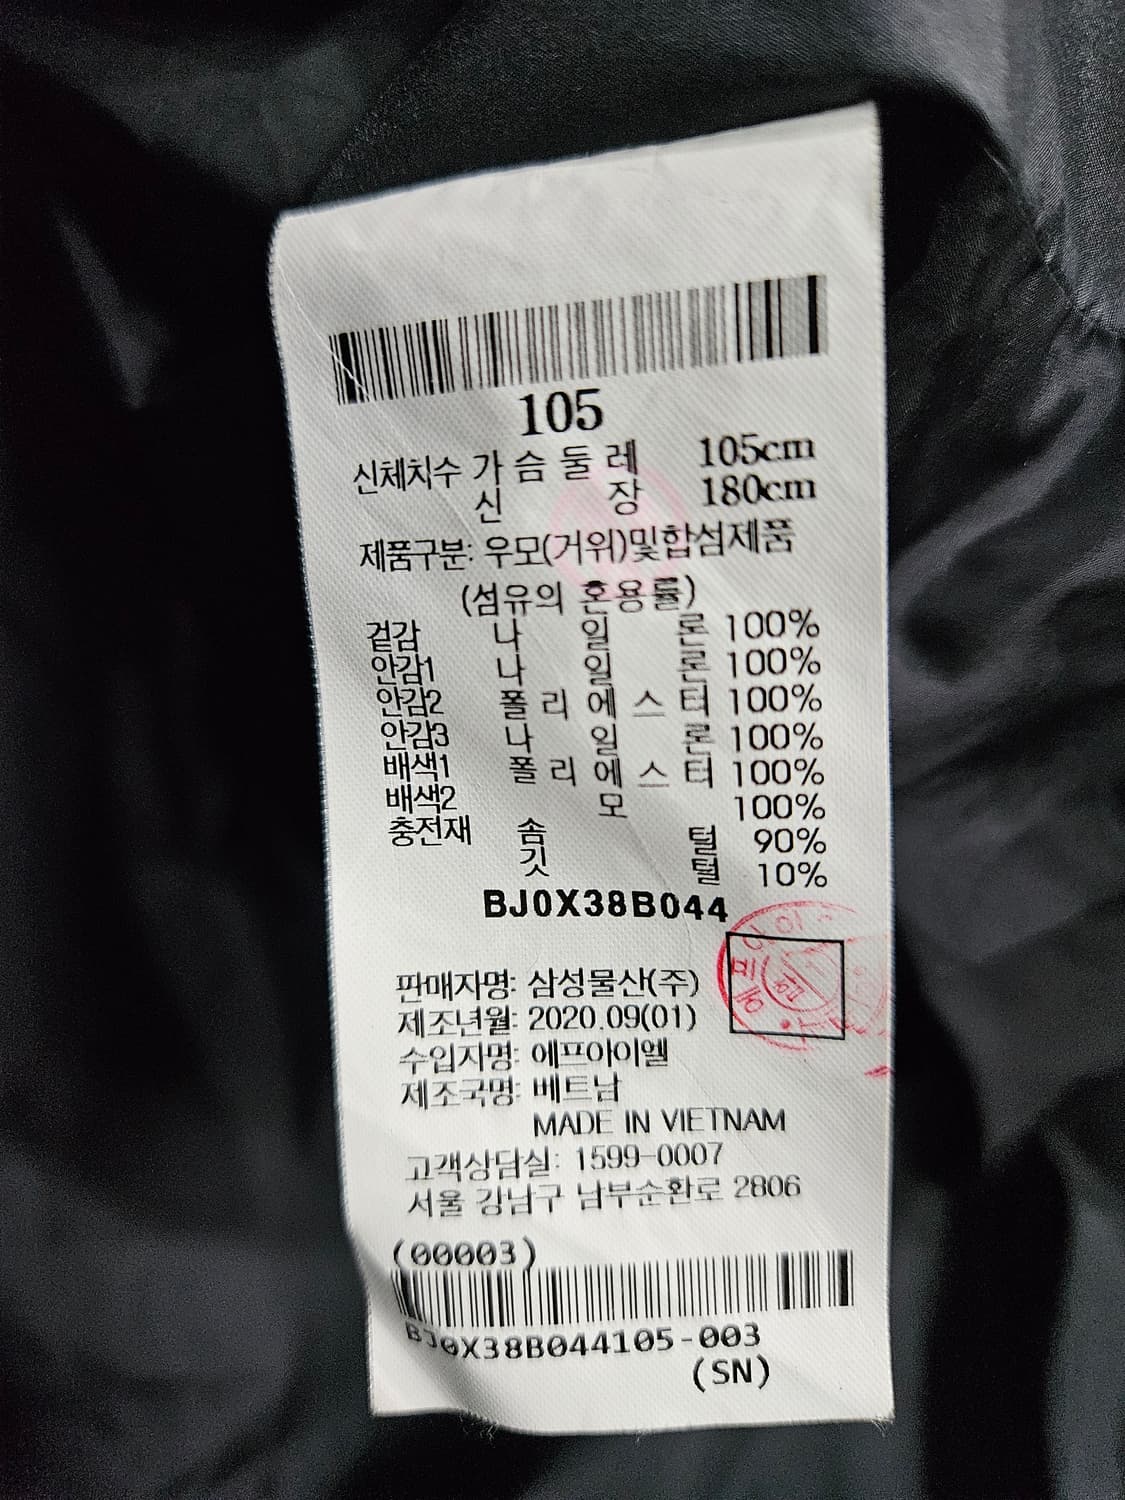 105
신체치수 가슴둘레 105cm
신장 180cm
제품구분: 우모(거위)및합섬제품
(섬유의 혼용률)
겉감 나일론 100%
안감1 나일론 100%
안감2 폴리에스터 100%
안감3 나일론 100%
배색1 폴리에스터 100%
배색2 모 100%
충전재 솜털 90%
깃털 10%
BJ0X38B044
판매자명: 삼성물산(주)
제조년월: 2020.09(01)
수입자명: 에프아이엘
제조국명: 베트남
MADE IN VIETNAM
고객상담실: 1599-0007
서울 강남구 남부순환로 2806
(00003)
BJ0X38B044105-003
(SN)